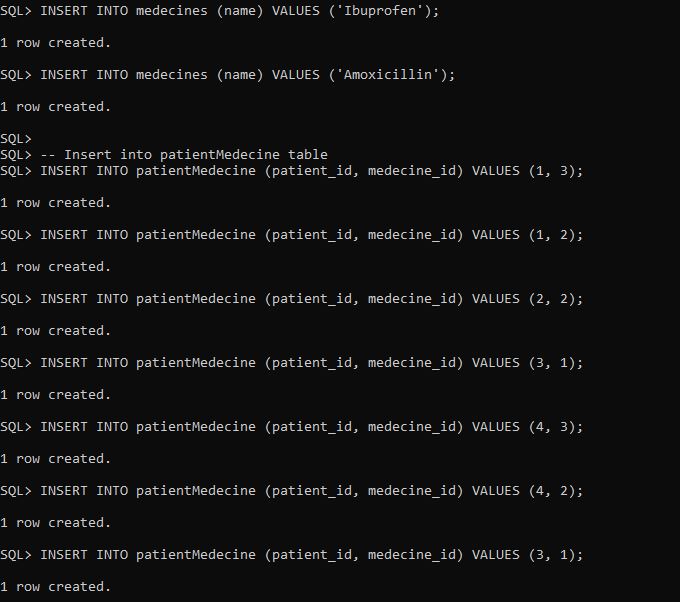 SQL> INSERT INTO medecines (name) VALUES ('Ibuprofen');
1 row created.
SQL> INSERT INTO medecines (name) VALUES ('Amoxicillin');
1 row created.
SQL>
SQL> -- Insert into patientMedecine table
SQL> INSERT INTO patientMedecine (patient_id, medecine_id) VALUES (1, 3);
1 row created.
SQL> INSERT INTO patientMedecine (patient_id, medecine_id) VALUES (1, 2);
1 row created.
SQL> INSERT INTO patientMedecine (patient_id, medecine_id) VALUES (2, 2);
1 row created.
SQL> INSERT INTO patientMedecine (patient_id, medecine_id) VALUES (3, 1);
1 row created.
SQL> INSERT INTO patientMedecine (patient_id, medecine_id) VALUES (4, 3);
1 row created.
SQL> INSERT INTO patientMedecine (patient_id, medecine_id) VALUES (4, 2);
1 row created.
SQL> INSERT INTO patientMedecine (patient_id, medecine_id) VALUES (3, 1);
1 row created.